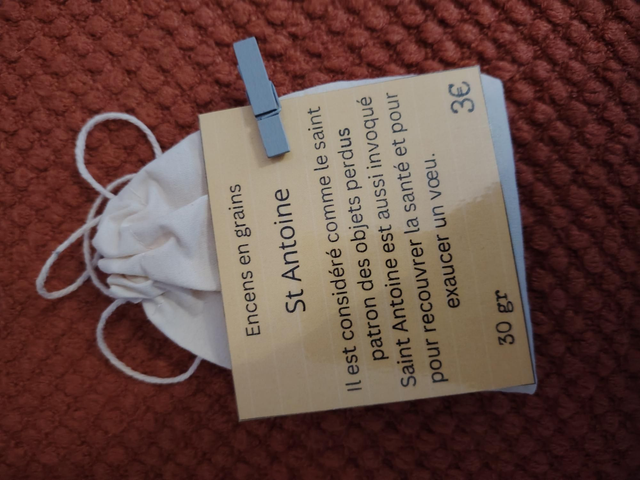 Encens en grains
St Antoine
Il est considéré comme le saint
patron des objets perdus
Saint Antoine est aussi invoqué
pour recouvrer la santé et pour
exaucer un vœu.
30 gr
3€